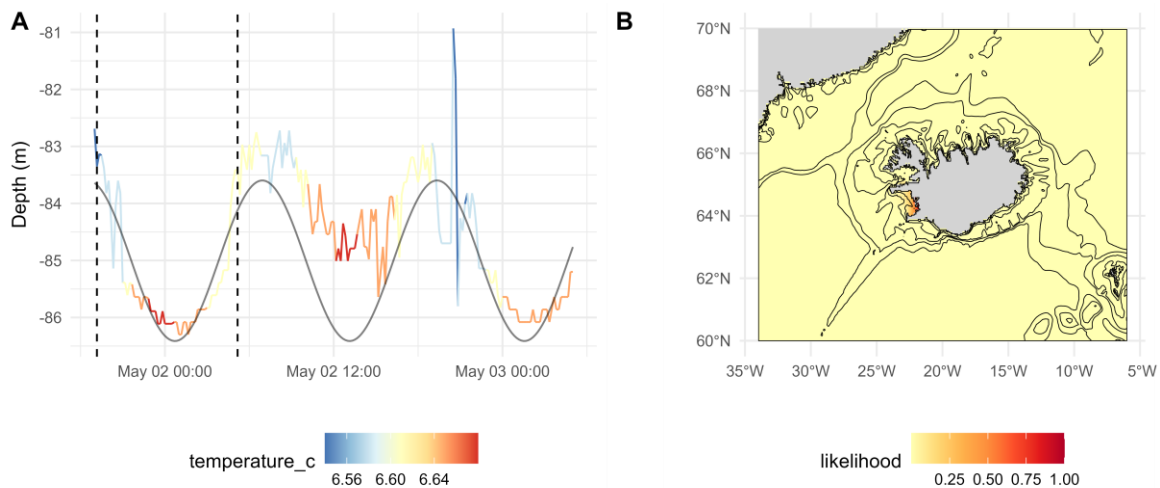 A
-81
-82
-83
-84
-85
-86
Depth (m)
May 02 00:00
May 02 12:00
May 03 00:00
temperature_c
6.56
6.60
6.64
B
70°N
68°N
66°N
64°N
62°N
60°N
35°W
30°W
25°W
20°W
15°W
10°W
5°W
likelihood
0.25
0.50
0.75
1.00